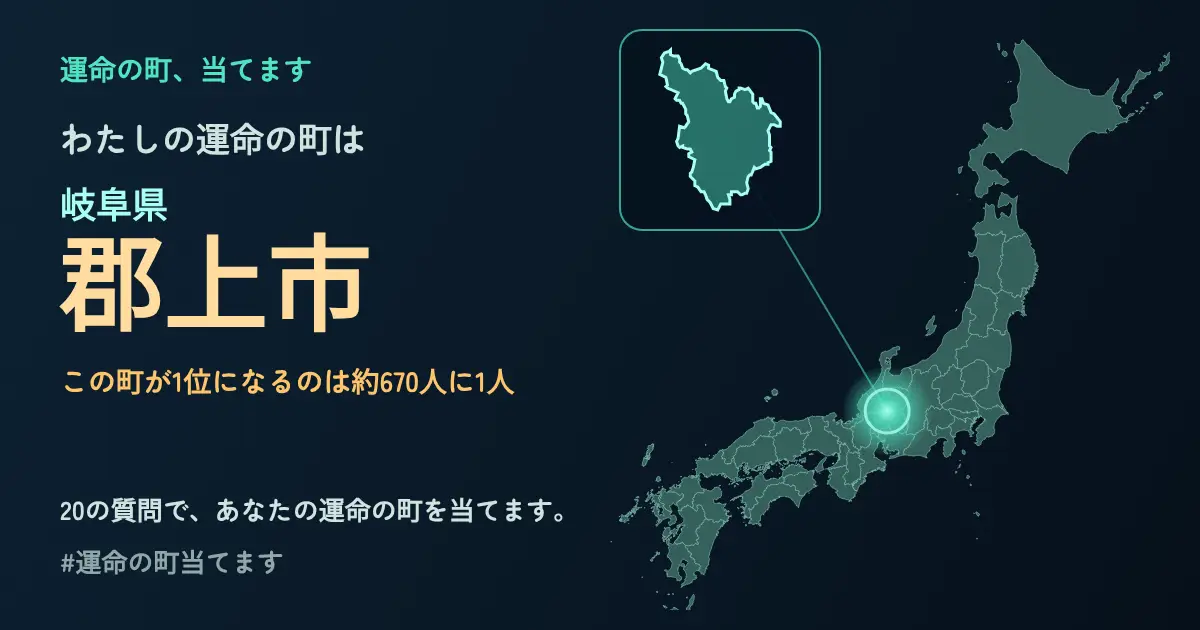 運命の町、当てます
わたしの運命の町は
岐阜県
郡上市
この町が1位になるのは約670人に1人
20の質問で、あなたの運命の町を当てます。
#運命の町当てます